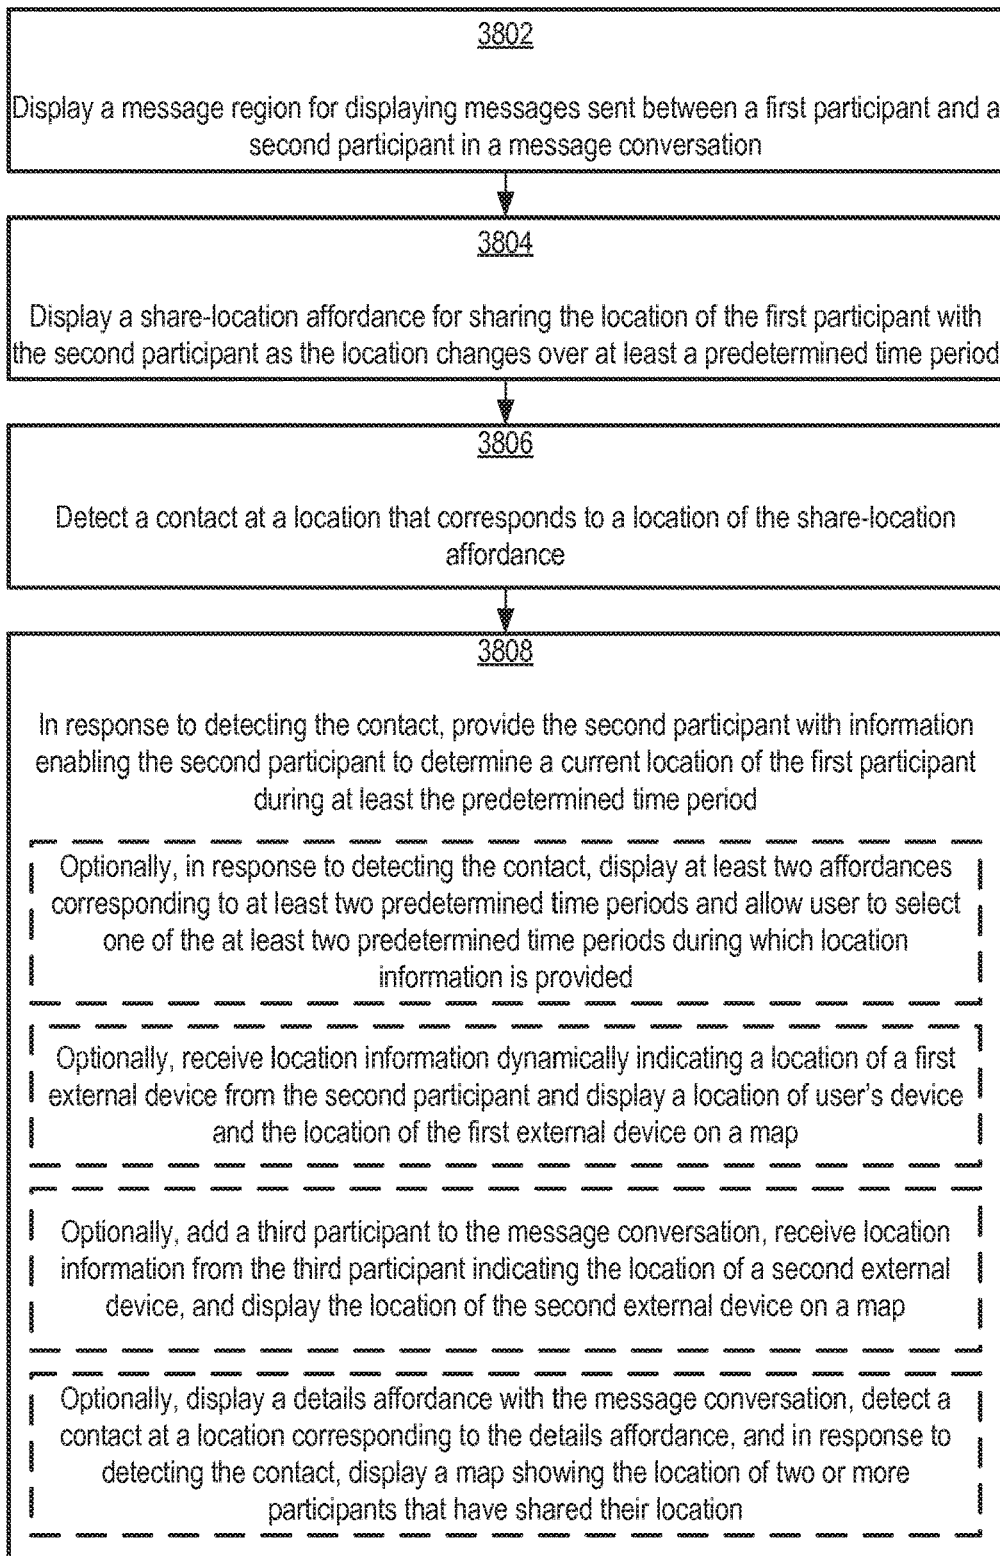 3802
Display a message region for displaying messages sent between a first participant and a
second participant in a message conversation
3804
Display a share-location affordance for sharing the location of the first participant with
the second participant as the location changes over at least a predetermined time period
3806
Detect a contact at a location that corresponds to a location of the share-location
affordance
3808
In response to detecting the contact, provide the second participant with information
enabling the second participant to determine a current location of the first participant
during at least the predetermined time period
Optionally, in response to detecting the contact, display at least two affordances
corresponding to at least two predetermined time periods and allow user to select
one of the at least two predetermined time periods during which location
information is provided
Optionally, receive location information dynamically indicating a location of a first
external device from the second participant and display a location of user's device
and the location of the first external device on a map
Optionally, add a third participant to the message conversation, receive location
information from the third participant indicating the location of a second external
device, and display the location of the second external device on a map
Optionally, display a details affordance with the message conversation, detect a
contact at a location corresponding to the details affordance, and in response to
detecting the contact, display a map showing the location of two or more
participants that have shared their location